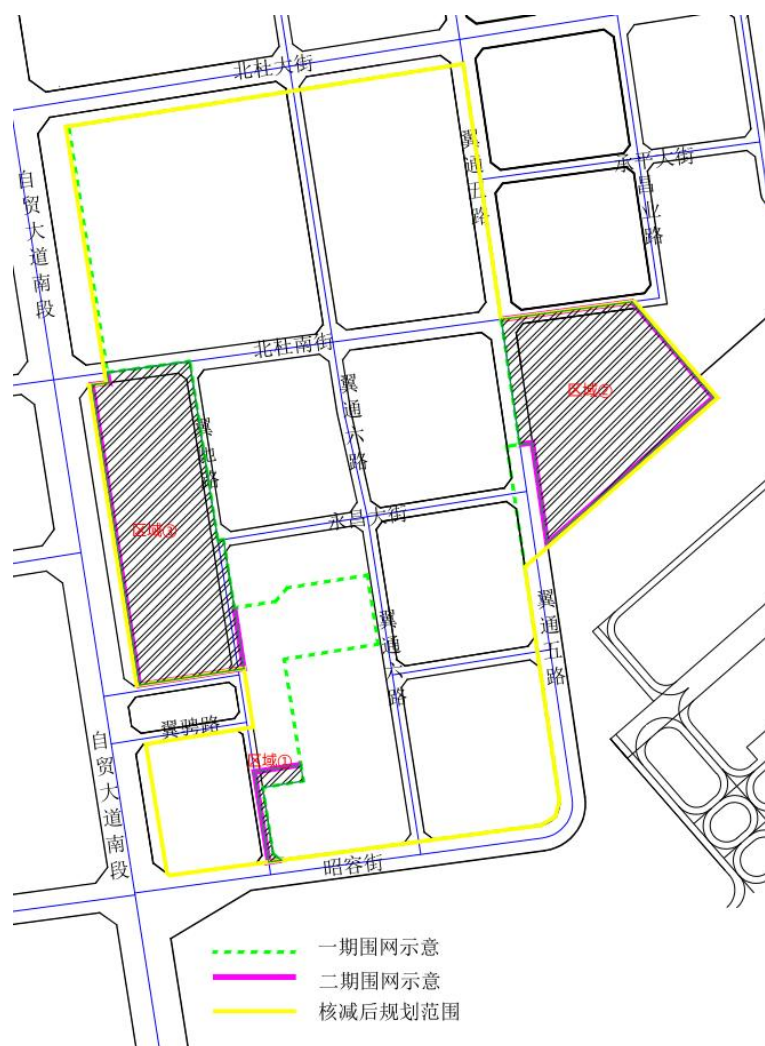 北杜大街
翼通五路
永平大街
昌业路
自贸大道南段
北杜南街
翼通六路
区域②
翼驰路
永昌大街
区域③
翼通六路
翼通五路
翼骋路
自贸大道南段
区域①
昭容街
一期围网示意
二期围网示意
核减后规划范围